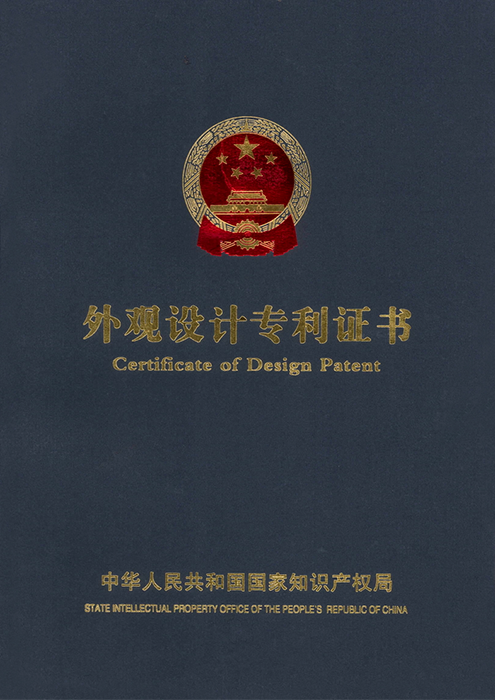 外观设计专利证书
Certificate of Design Patent
中华人民共和国国家知识产权局
STATE INTELLECTUAL PROPERTY OFFICE OF THE PEOPLE'S REPUBLIC OF CHINA